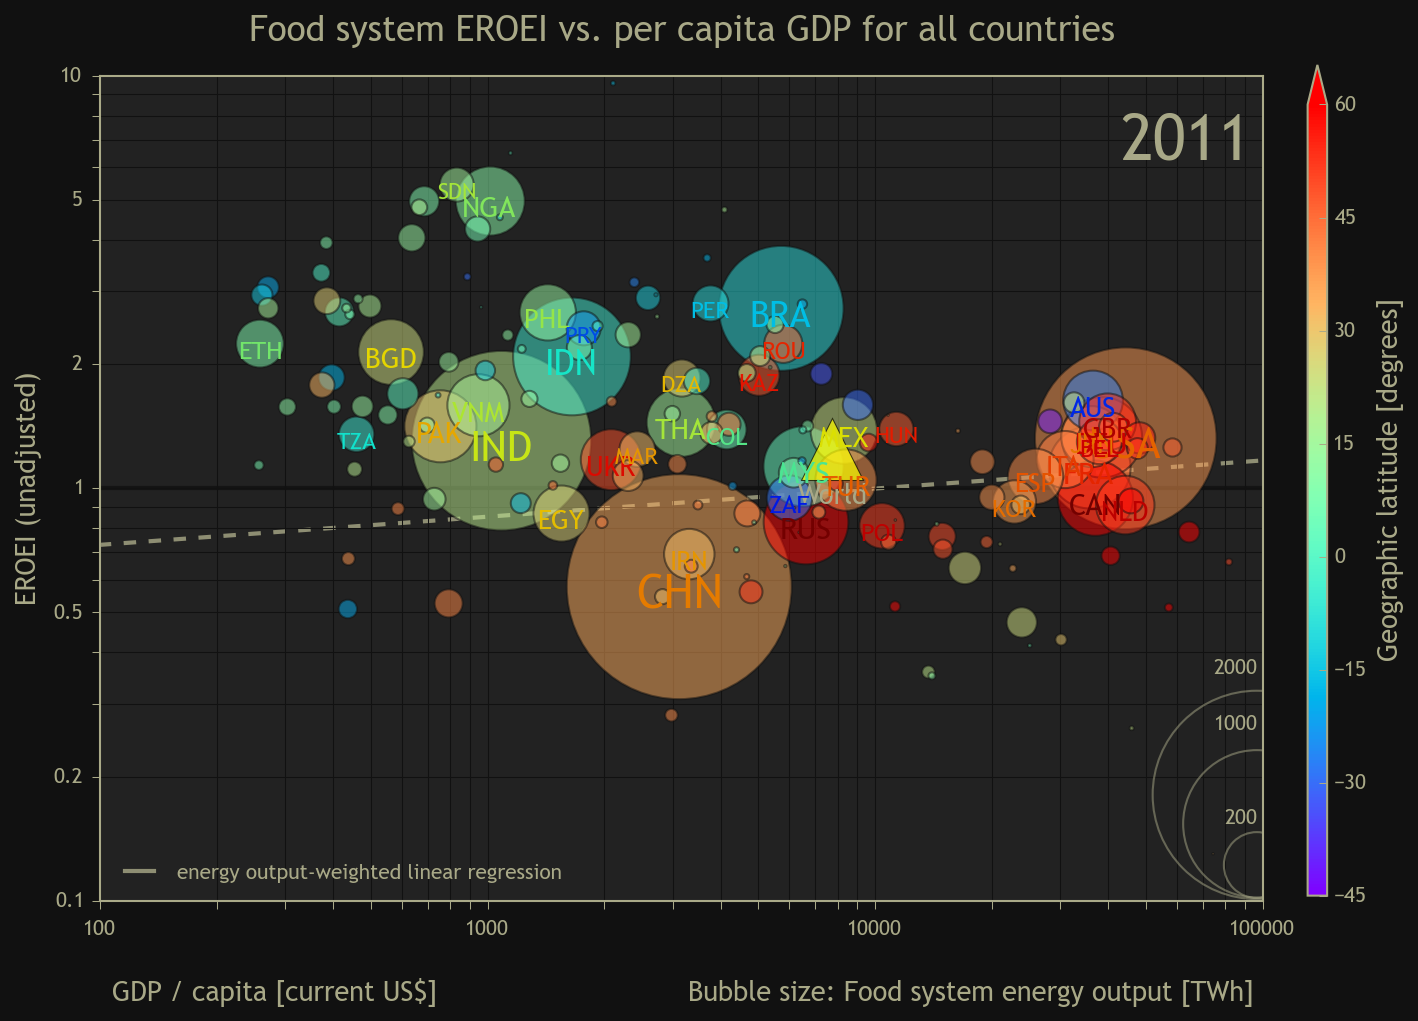 Food system EROEI vs. per capita GDP for all countries
2011
10
5
2
1
0.5
0.2
0.1
EROEI (unadjusted)
SDN
NGA
ETH
BGD
PHL
PRY
IDN
PER
BRA
ROU
DZA
KAZ
TZA
PAK
VNM
IND
THA
COL
UKR
MAR
MEX
HUN
MYS
TUR
World
ZAF
RUS
POL
EGY
IRN
CHN
AUS
GBR
USA
BEL
FRA
ESP
KOR
CAN
NLD
2000
1000
200
energy output-weighted linear regression
100
1000
10000
100000
GDP / capita [current US$]
Bubble size: Food system energy output [TWh]
60
45
30
15
0
−15
−30
−45
Geographic latitude [degrees]